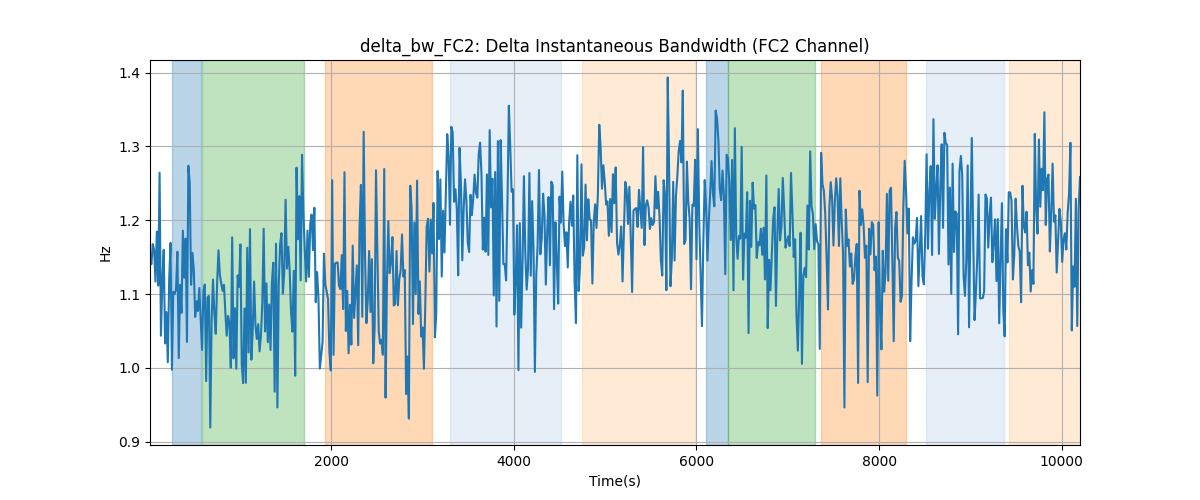 delta_bw_FC2: Delta Instantaneous Bandwidth (FC2 Channel)
1.4
1.3
1.2
1.1
1.0
0.9
Hz
2000 4000 6000 8000 10000
Time(s)